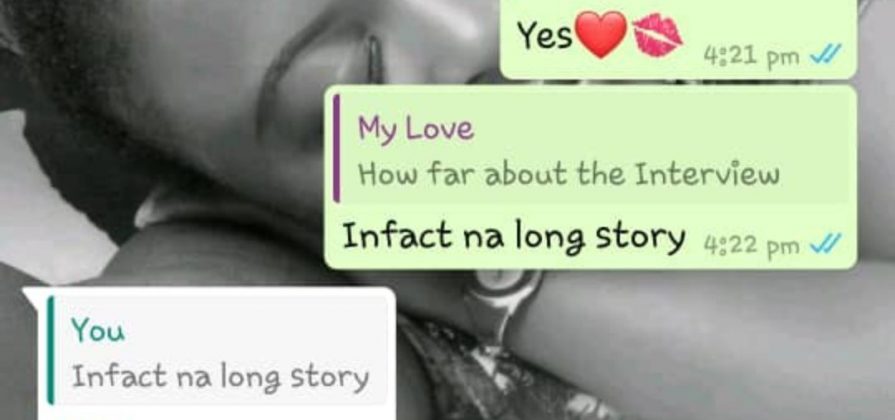 Yes❤️💋 4:21 pm
My Love
How far about the Interview
Infact na long story 4:22 pm
You
Infact na long story